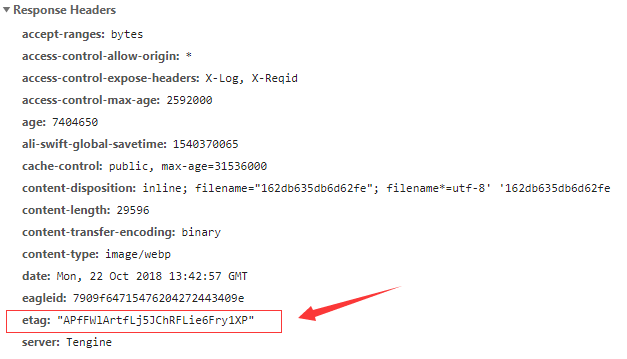 Response Headers
accept-ranges: bytes
access-control-allow-origin: *
access-control-expose-headers: X-Log, X-Reqid
access-control-max-age: 2592000
age: 7404650
ali-swift-global-savetime: 1540370065
cache-control: public, max-age=31536000
content-disposition: inline; filename="162db635db6d62fe"; filename*=utf-8' '162db635db6d62fe
content-length: 29596
content-transfer-encoding: binary
content-type: image/webp
date: Mon, 22 Oct 2018 13:42:57 GMT
eagleid: 7909f64715476204272443409e
etag: "APfFWlArtfLj5JChRFLie6Fry1XP"
server: Tengine